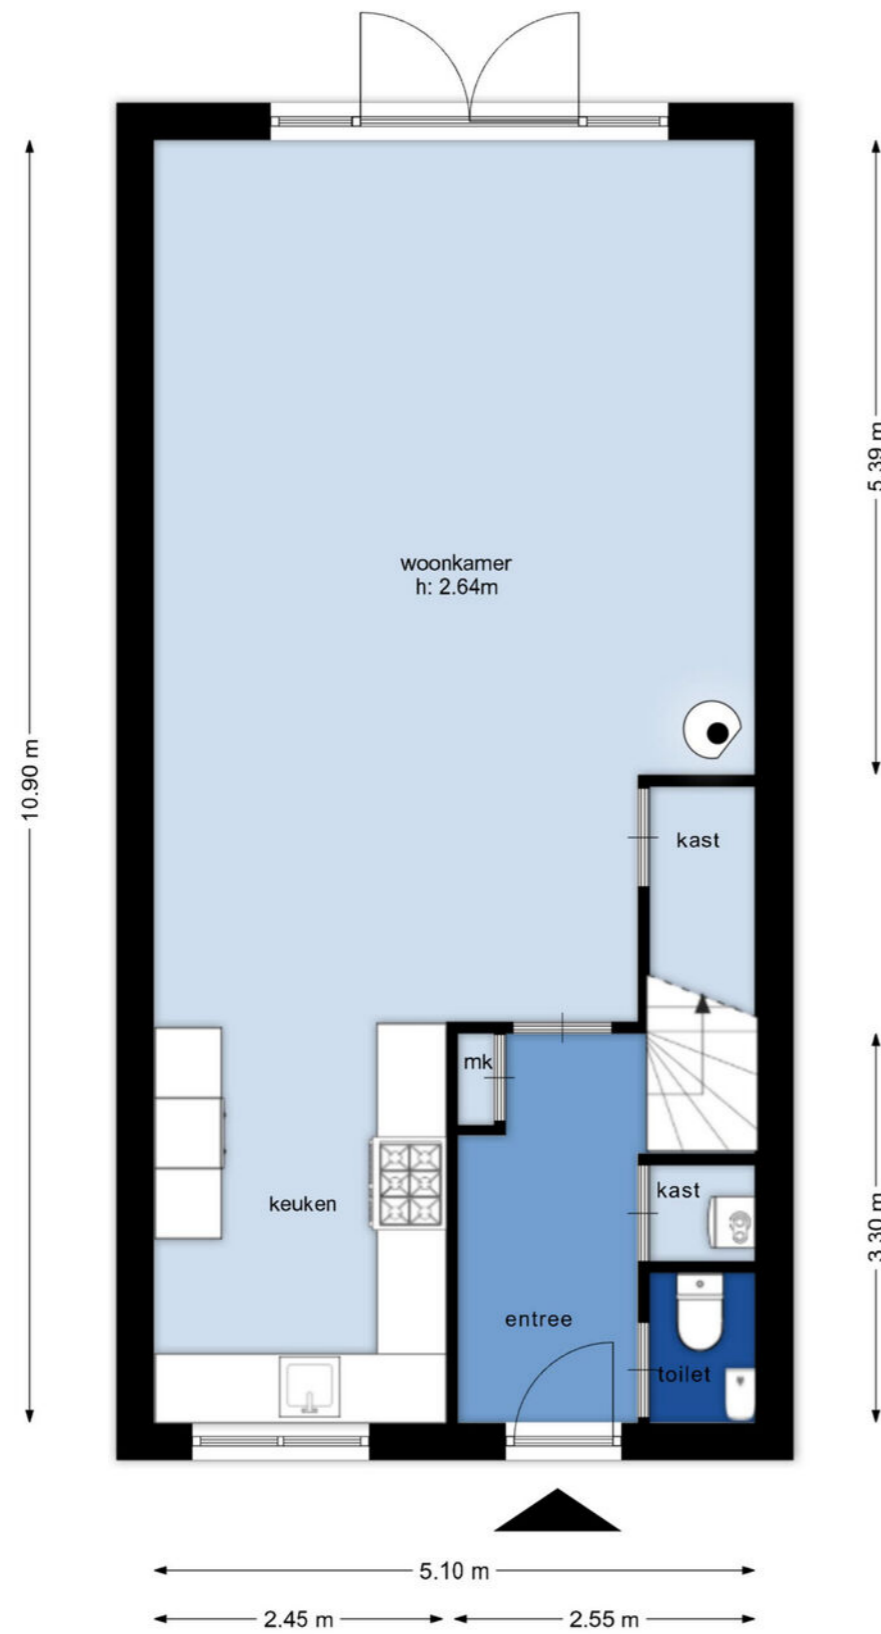 5.39 m
woonkamer
h: 2.64m
10.90 m
kast
mk
kast
keuken
3.30 m
entree
toilet
5.10 m
2.45 m
2.55 m